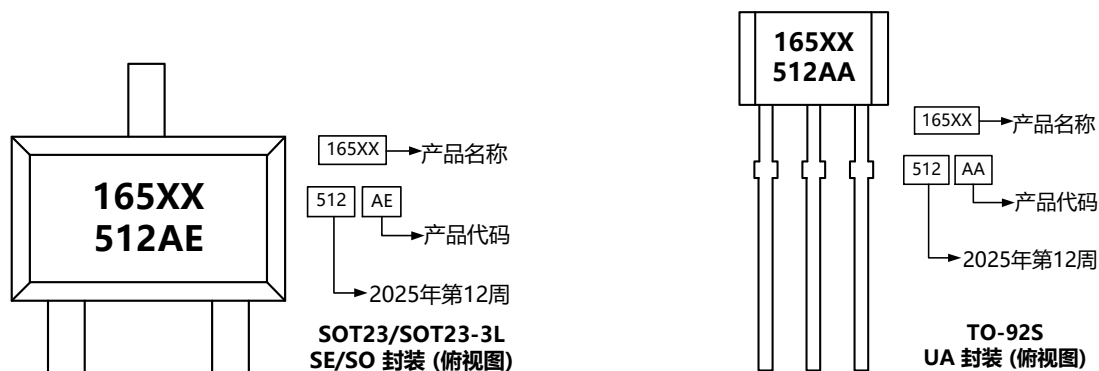 165XX
512AE
165XX
产品名称
512
AE
产品代码
2025年第12周
SOT23/SOT23-3L
SE/SO 封装 (俯视图)
165XX
512AA
165XX
产品名称
512
AA
产品代码
2025年第12周
TO-92S
UA 封装 (俯视图)